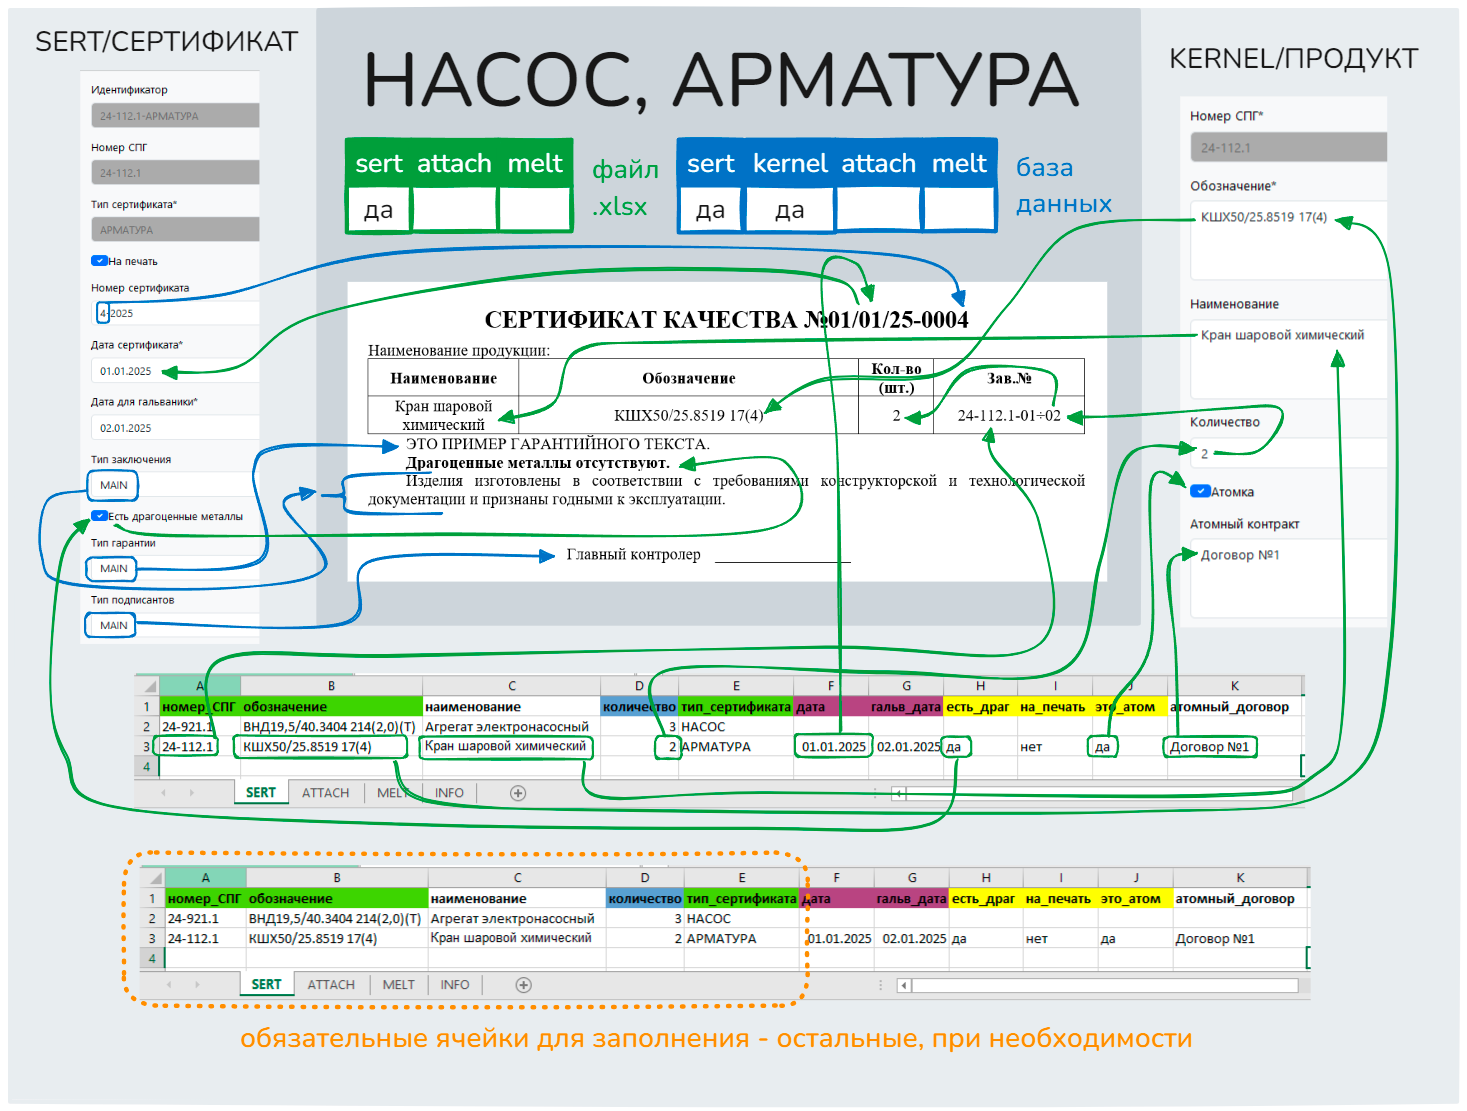 SERT/СЕРТИФИКАТ
НАСОС, АРМАТУРА
KERNEL/ПРОДУКТ
Идентификатор
24-112.1-АРМАТУРА
Номер СПГ
24-112.1
Тип сертификата*
АРМАТУРА
На печать
Номер сертификата
4-2025
Дата сертификата*
01.01.2025
Дата для гальваники*
02.01.2025
Тип заключения
MAIN
Есть драгоценные металлы
Тип гарантии
MAIN
Тип подписантов
MAIN
sert attach melt
да
файл
.xlsx
sert kernel attach melt
да да
база
данных
СЕРТИФИКАТ КАЧЕСТВА №01/01/25-0004
Наименование продукции:
Наименование Обозначение Кол-во (шт.) Зав.№
Кран шаровой химический КШХ50/25.8519 17(4) 2 24-112.1-01÷02
ЭТО ПРИМЕР ГАРАНТИЙНОГО ТЕКСТА.
Драгоценные металлы отсутствуют.
Изделия изготовлены в соответствии с требованиями конструкторской и технологической
документации и признаны годными к эксплуатации.
Главный контролер
Номер СПГ*
24-112.1
Обозначение*
КШХ50/25.8519 17(4)
Наименование
Кран шаровой химический
Количество
2
Атомка
Атомный контракт
Договор №1
A B C D E F G H I J K
1 номер_СПГ обозначение наименование количество тип_сертификата дата гальв_дата есть_драг на_печать это_атом атомный_договор
2 24-921.1 ВНД19,5/40.3404 214(2,0)(Т) Агрегат электронасосный 3 НАСОС
3 24-112.1 КШХ50/25.8519 17(4) Кран шаровой химический 2 АРМАТУРА 01.01.2025 02.01.2025 да нет да Договор №1
4
SERT ATTACH MELT INFO
A B C D E F G H I J K
1 номер_СПГ обозначение наименование количество тип_сертификата дата гальв_дата есть_драг на_печать это_атом атомный_договор
2 24-921.1 ВНД19,5/40.3404 214(2,0)(Т) Агрегат электронасосный 3 НАСОС
3 24-112.1 КШХ50/25.8519 17(4) Кран шаровой химический 2 АРМАТУРА 01.01.2025 02.01.2025 да нет да Договор №1
4
SERT ATTACH MELT INFO
обязательные ячейки для заполнения - остальные, при необходимости